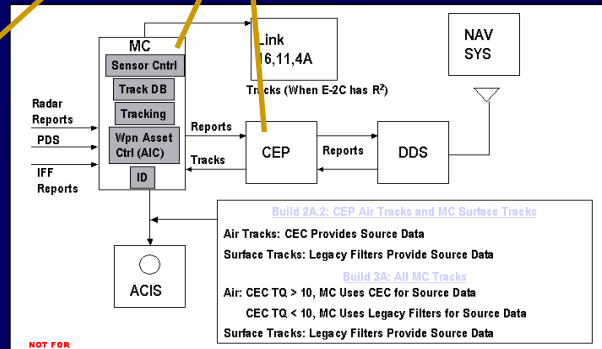 MC
Sensor Cntrl
Track DB
Tracking
Wpn Asset
Ctrl (AIC)
ID
Link
16,11,4A
Tracks (When E-2C has R²)
NAV
SYS
Radar
Reports
PDS
IFF
Reports
Reports
Tracks
CEP
Reports
DDS
ACIS
Build 2A.2: CEP Air Tracks and MC Surface Tracks
Air Tracks: CEC Provides Source Data
Surface Tracks: Legacy Filters Provide Source Data
Build 3A: All MC Tracks
Air: CEC TQ > 10, MC Uses CEC for Source Data
CEC TQ < 10, MC Uses Legacy Filters for Source Data
Surface Tracks: Legacy Filters Provide Source Data
NOT FOR